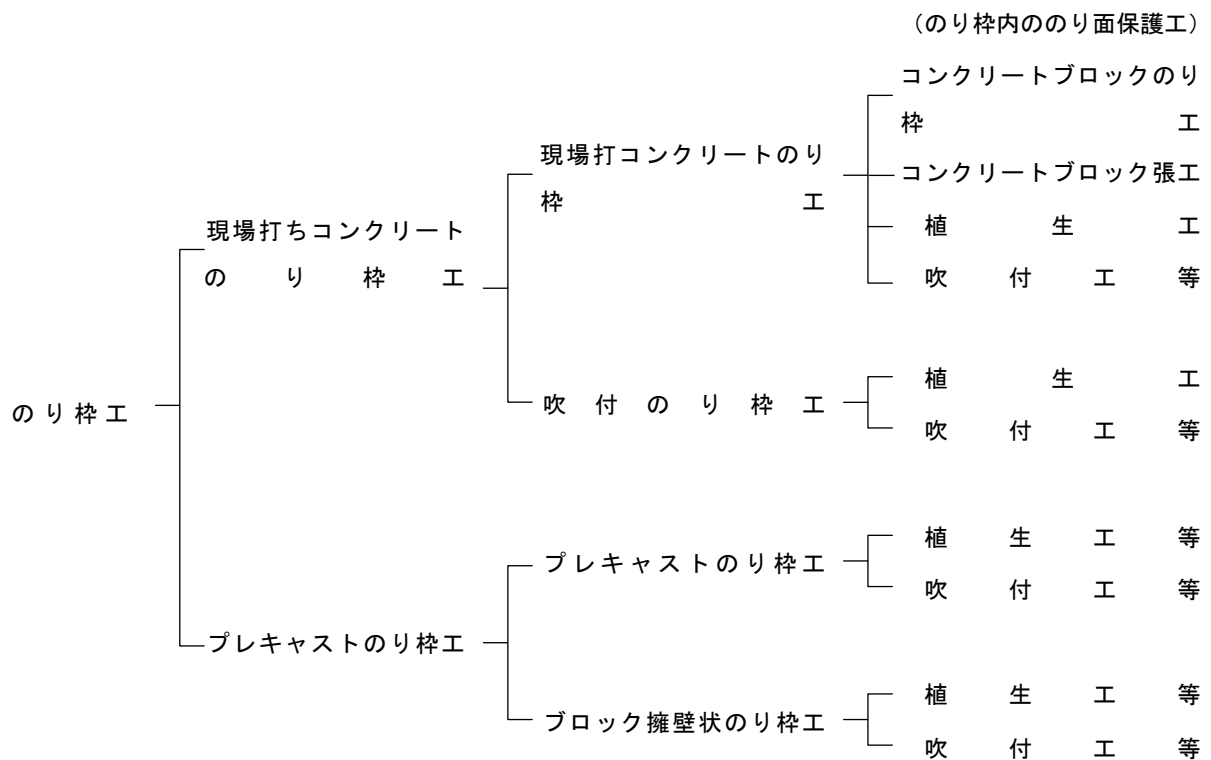 （のり枠内ののり面保護工）
コンクリートブロックのり
枠工
現場打コンクリートのり
枠工
コンクリートブロック張工
現場打ちコンクリート
のり枠工
植生工
吹付工等
のり枠工
吹付のり枠工
植生工
吹付工等
プレキャストのり枠工
プレキャストのり枠工
植生工等
吹付工等
ブロック擁壁状のり枠工
植生工等
吹付工等